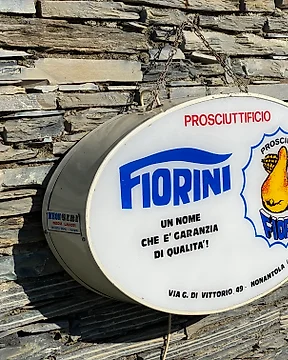 PROSCIUTTIFICIO
FIORINI
UN NOME
CHE E' GARANZIA
DI QUALITA'!
VIA G. DI VITTORIO, 49 - NONANTOLA